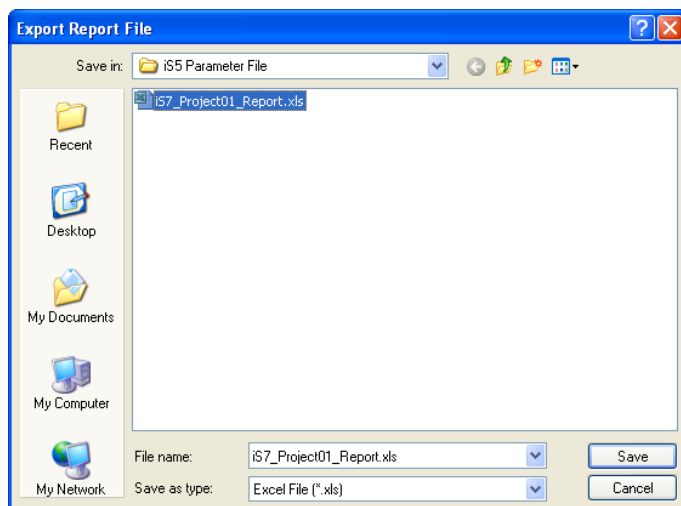 Export Report File
Save in: iS5 Parameter File
iS7_Project01_Report.xls
Recent
Desktop
My Documents
My Computer
My Network
File name: iS7_Project01_Report.xls Save
Save as type: Excel File (*.xls) Cancel